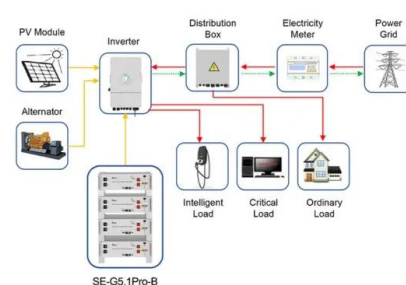 PV Module
Inverter
Distribution
Box
Electricity
Meter
Power
Grid
Alternator
Intelligent
Load
Critical
Load
Ordinary
Load
SE-G5.1Pro-B